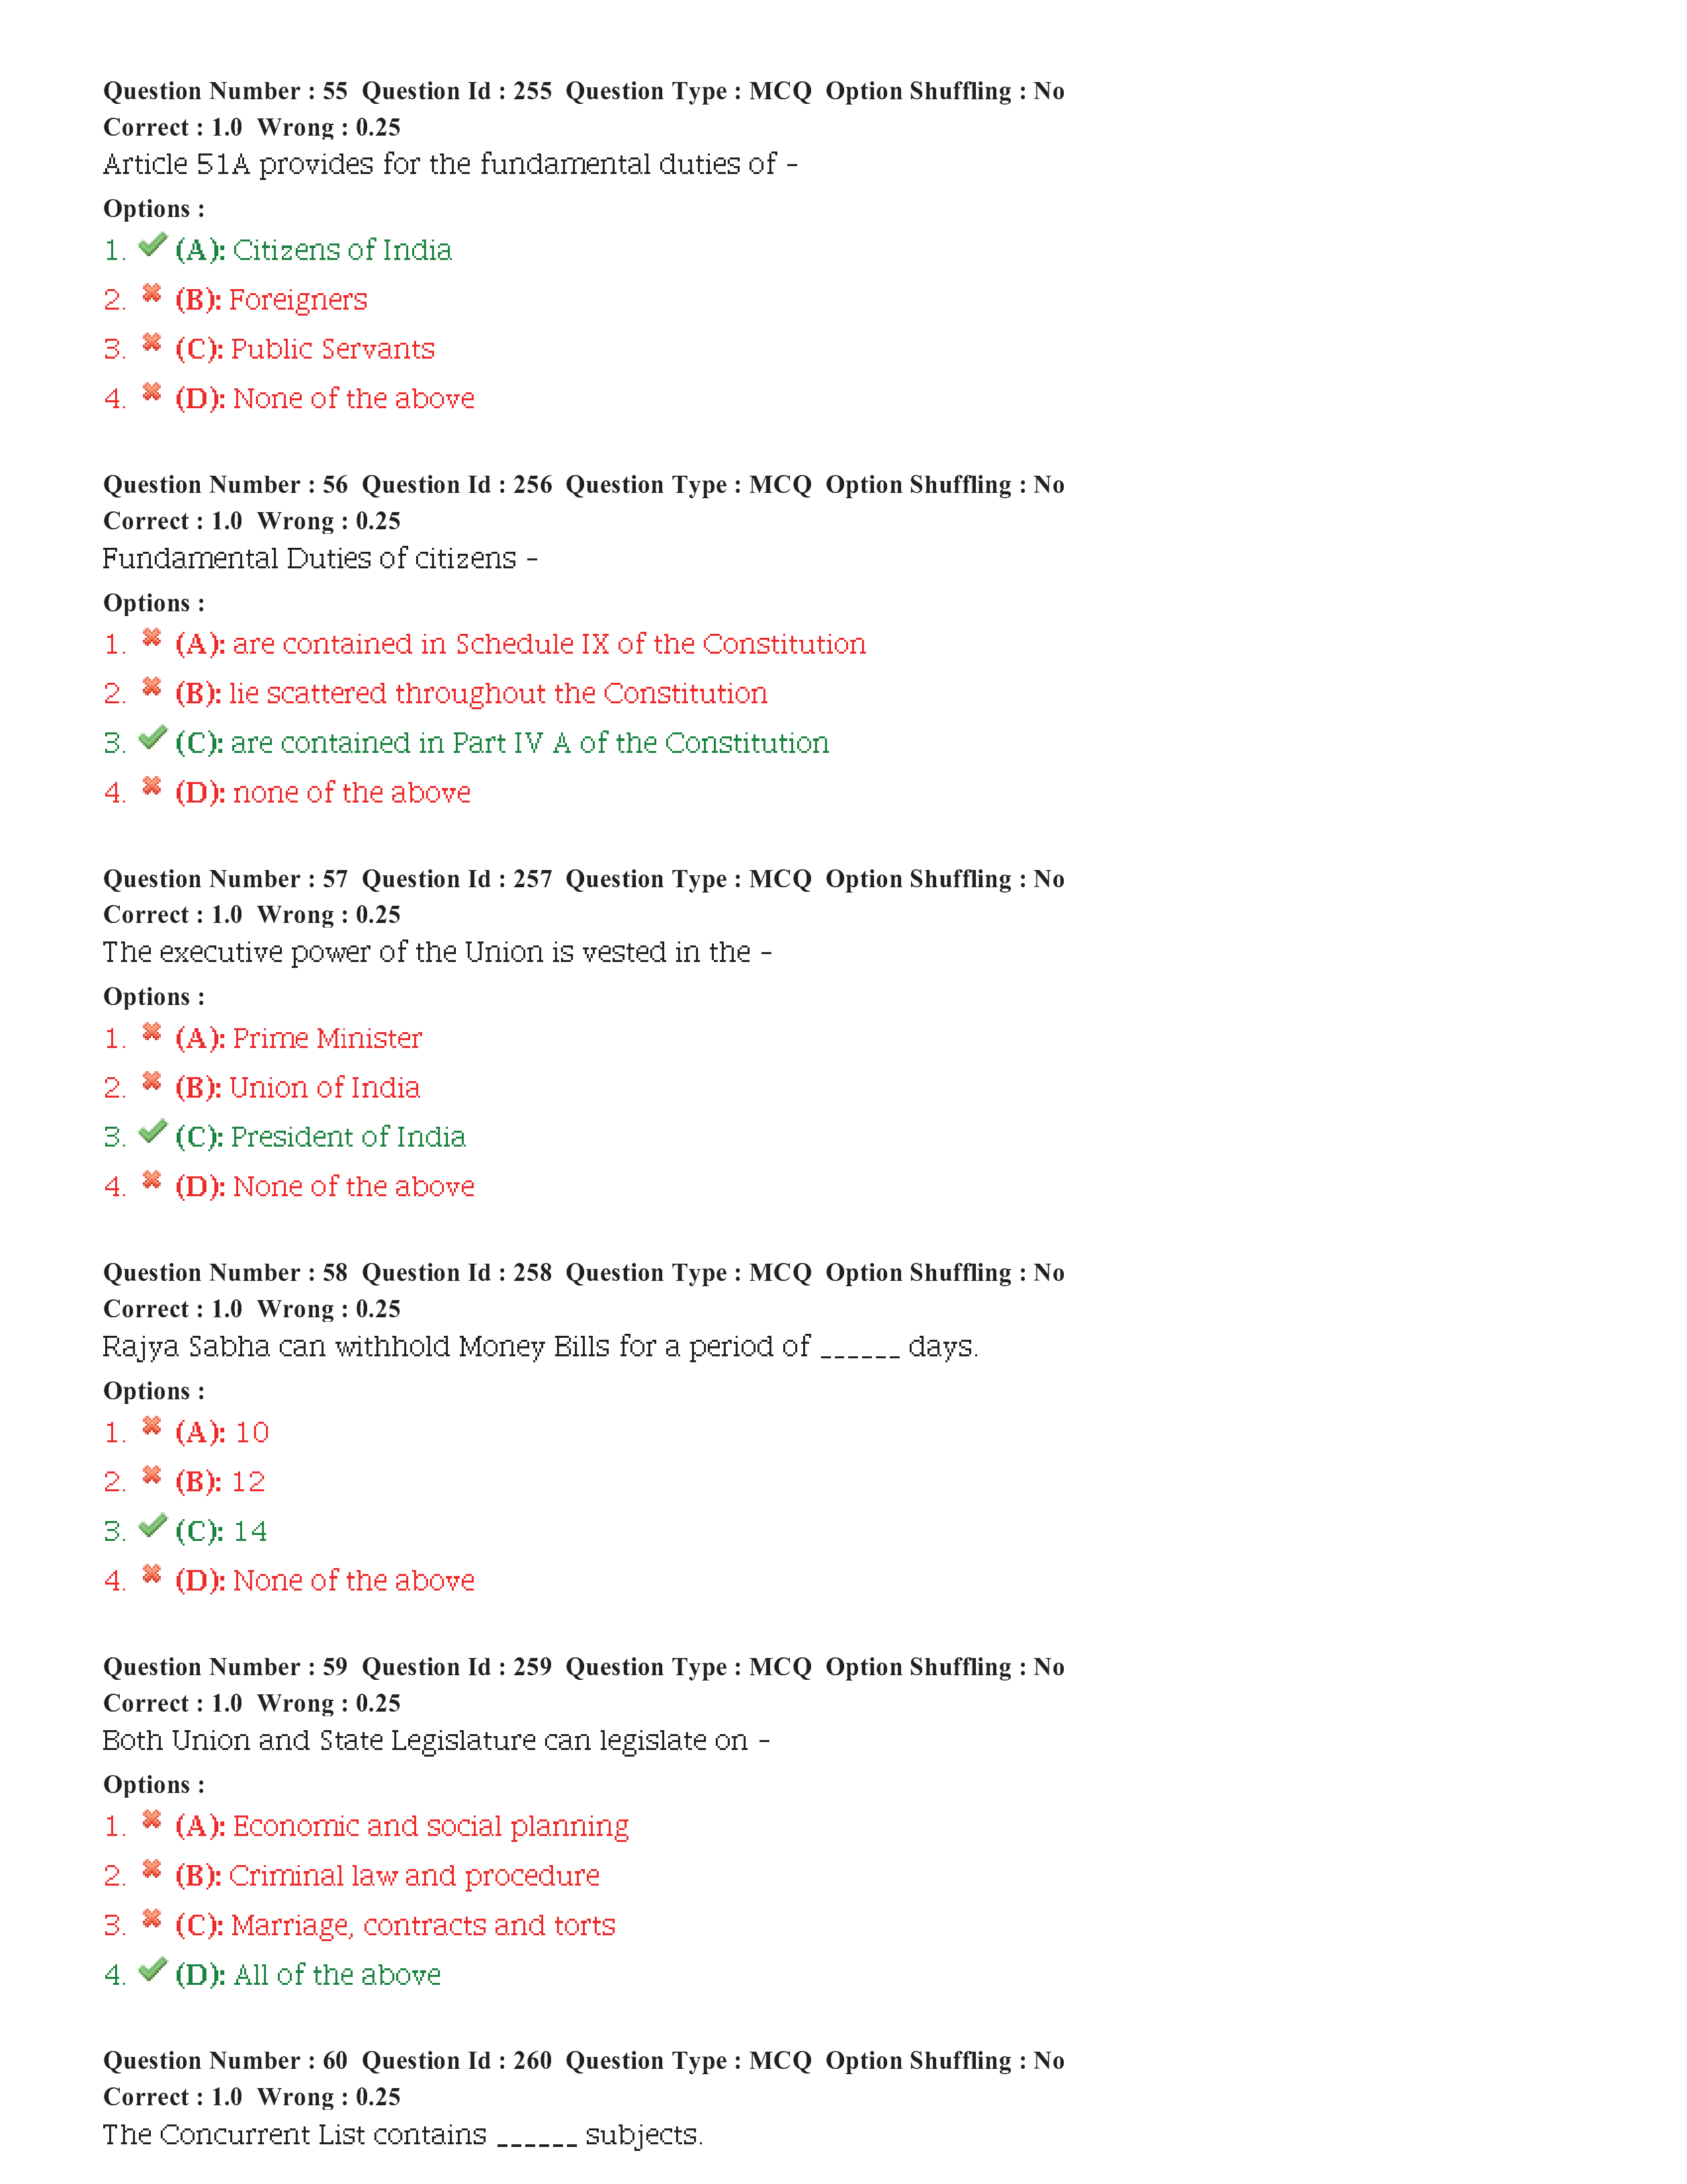 Question Number : 55 Question Id : 255 Question Type : MCQ Option Shuffling : No
Correct : 1.0 Wrong : 0.25
Article 51A provides for the fundamental duties of -
Options :
1. (A): Citizens of India
2. (B): Foreigners
3. (C): Public Servants
4. (D): None of the above
Question Number : 56 Question Id : 256 Question Type : MCQ Option Shuffling : No
Correct : 1.0 Wrong : 0.25
Fundamental Duties of citizens -
Options :
1. (A): are contained in Schedule IX of the Constitution
2. (B): lie scattered throughout the Constitution
3. (C): are contained in Part IV A of the Constitution
4. (D): none of the above
Question Number : 57 Question Id : 257 Question Type : MCQ Option Shuffling : No
Correct : 1.0 Wrong : 0.25
The executive power of the Union is vested in the -
Options :
1. (A): Prime Minister
2. (B): Union of India
3. (C): President of India
4. (D): None of the above
Question Number : 58 Question Id : 258 Question Type : MCQ Option Shuffling : No
Correct : 1.0 Wrong : 0.25
Rajya Sabha can withhold Money Bills for a period of ______ days.
Options :
1. (A): 10
2. (B): 12
3. (C): 14
4. (D): None of the above
Question Number : 59 Question Id : 259 Question Type : MCQ Option Shuffling : No
Correct : 1.0 Wrong : 0.25
Both Union and State Legislature can legislate on -
Options :
1. (A): Economic and social planning
2. (B): Criminal law and procedure
3. (C): Marriage, contracts and torts
4. (D): All of the above
Question Number : 60 Question Id : 260 Question Type : MCQ Option Shuffling : No
Correct : 1.0 Wrong : 0.25
The Concurrent List contains ______ subjects.